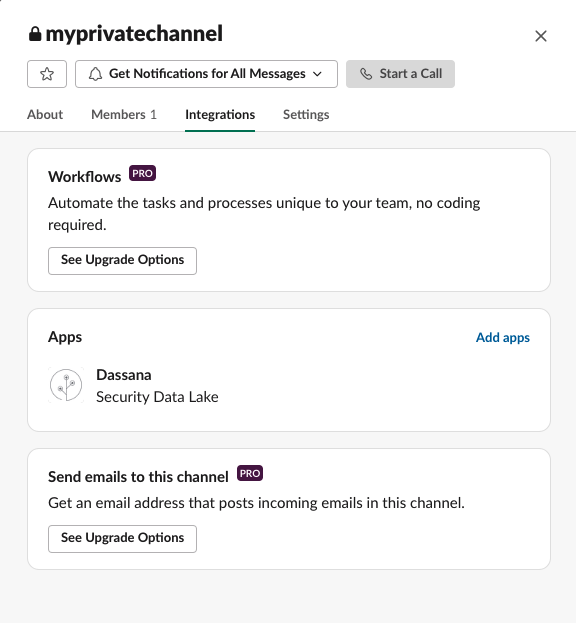 myprivatechannel
Get Notifications for All Messages
Start a Call
About Members 1 Integrations Settings
Workflows PRO
Automate the tasks and processes unique to your team, no coding
required.
See Upgrade Options
Apps Add apps
Dassana
Security Data Lake
Send emails to this channel PRO
Get an email address that posts incoming emails in this channel.
See Upgrade Options